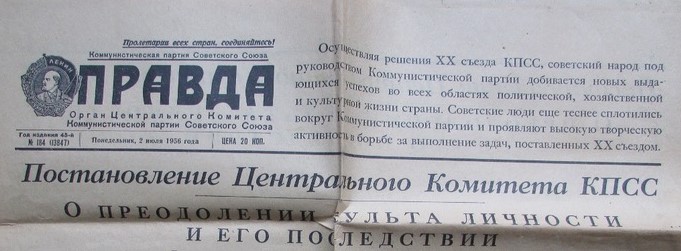 Пролетарии всех стран, соединяйтесь!
Коммунистическая партия Советского Союза
ЛЕНИН
ПРАВДА
Орган Центрального Комитета
Коммунистической партии Советского Союза
Год издания 45-й
№ 184 (13847)
Понедельник, 2 июля 1956 года
ЦЕНА 20 КОП.
Осуществляя решения XX съезда КПСС, советский народ под
руководством Коммунистической партии добивается новых выда-
ющихся успехов во всех областях политической, хозяйственной
и культурной жизни страны. Советские люди еще теснее сплотились
вокруг Коммунистической партии и проявляют высокую творческую
активность в борьбе за выполнение задач, поставленных XX съездом.
Постановление Центрального Комитета КПСС
О ПРЕОДОЛЕНИИ КУЛЬТА ЛИЧНОСТИ
И ЕГО ПОСЛЕДСТВИЙ